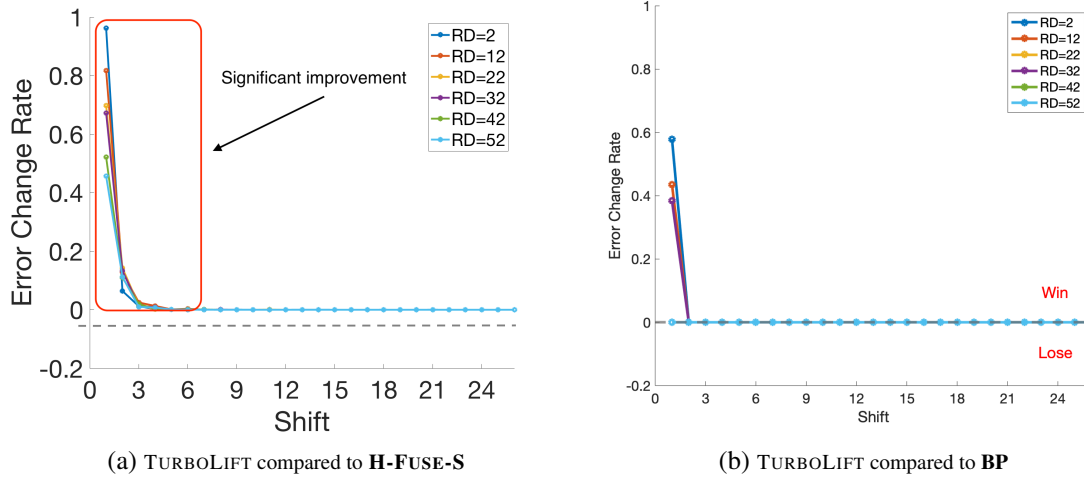 1
0.8
0.6
0.4
0.2
0
-0.2
Error Change Rate
0 3 6 9 12 15 18 21 24
Shift
Significant improvement
RD=2
RD=12
RD=22
RD=32
RD=42
RD=52
(a) TURBOLIFT compared to H-FUSE-S
1
0.8
0.6
0.4
0.2
0
-0.2
Error Change Rate
0 3 6 9 12 15 18 21 24
Shift
RD=2
RD=12
RD=22
RD=32
RD=42
RD=52
Win
Lose
(b) TURBOLIFT compared to BP